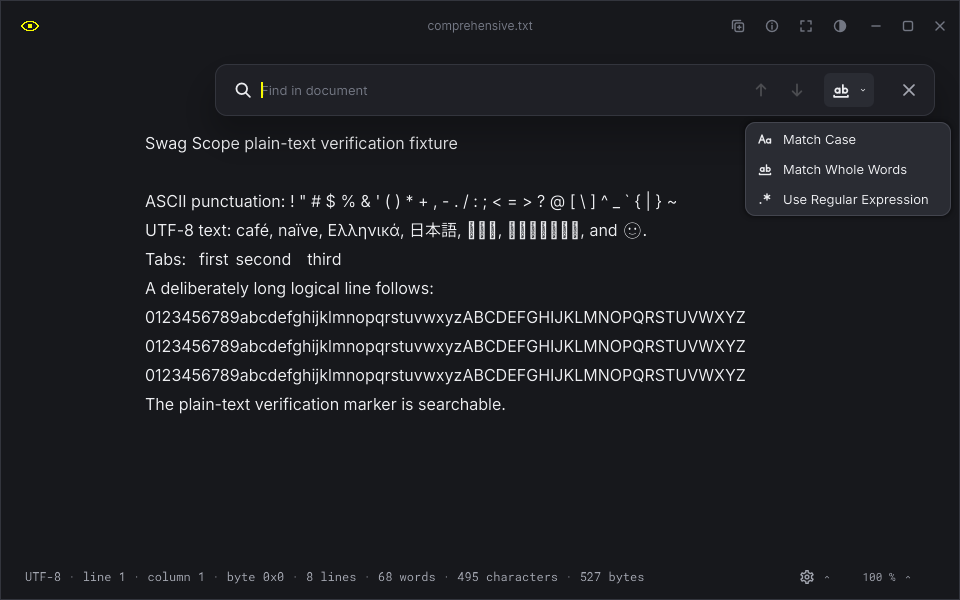 comprehensive.txt
Find in document
ab
Aa Match Case
ab Match Whole Words
.* Use Regular Expression
Swag Scope plain-text verification fixture
ASCII punctuation: ! " # $ % & ' ( ) * + , - . / : ; < = > ? @ [ \ ] ^ _ ` { | } ~
UTF-8 text: café, naïve, Ελληνικά, 日本語, , , and ☺.
Tabs: first second third
A deliberately long logical line follows:
0123456789abcdefghijklmnopqrstuvwxyzABCDEFGHIJKLMNOPQRSTUVWXYZ
0123456789abcdefghijklmnopqrstuvwxyzABCDEFGHIJKLMNOPQRSTUVWXYZ
0123456789abcdefghijklmnopqrstuvwxyzABCDEFGHIJKLMNOPQRSTUVWXYZ
The plain-text verification marker is searchable.
UTF-8 · line 1 · column 1 · byte 0x0 · 8 lines · 68 words · 495 characters · 527 bytes
100 %